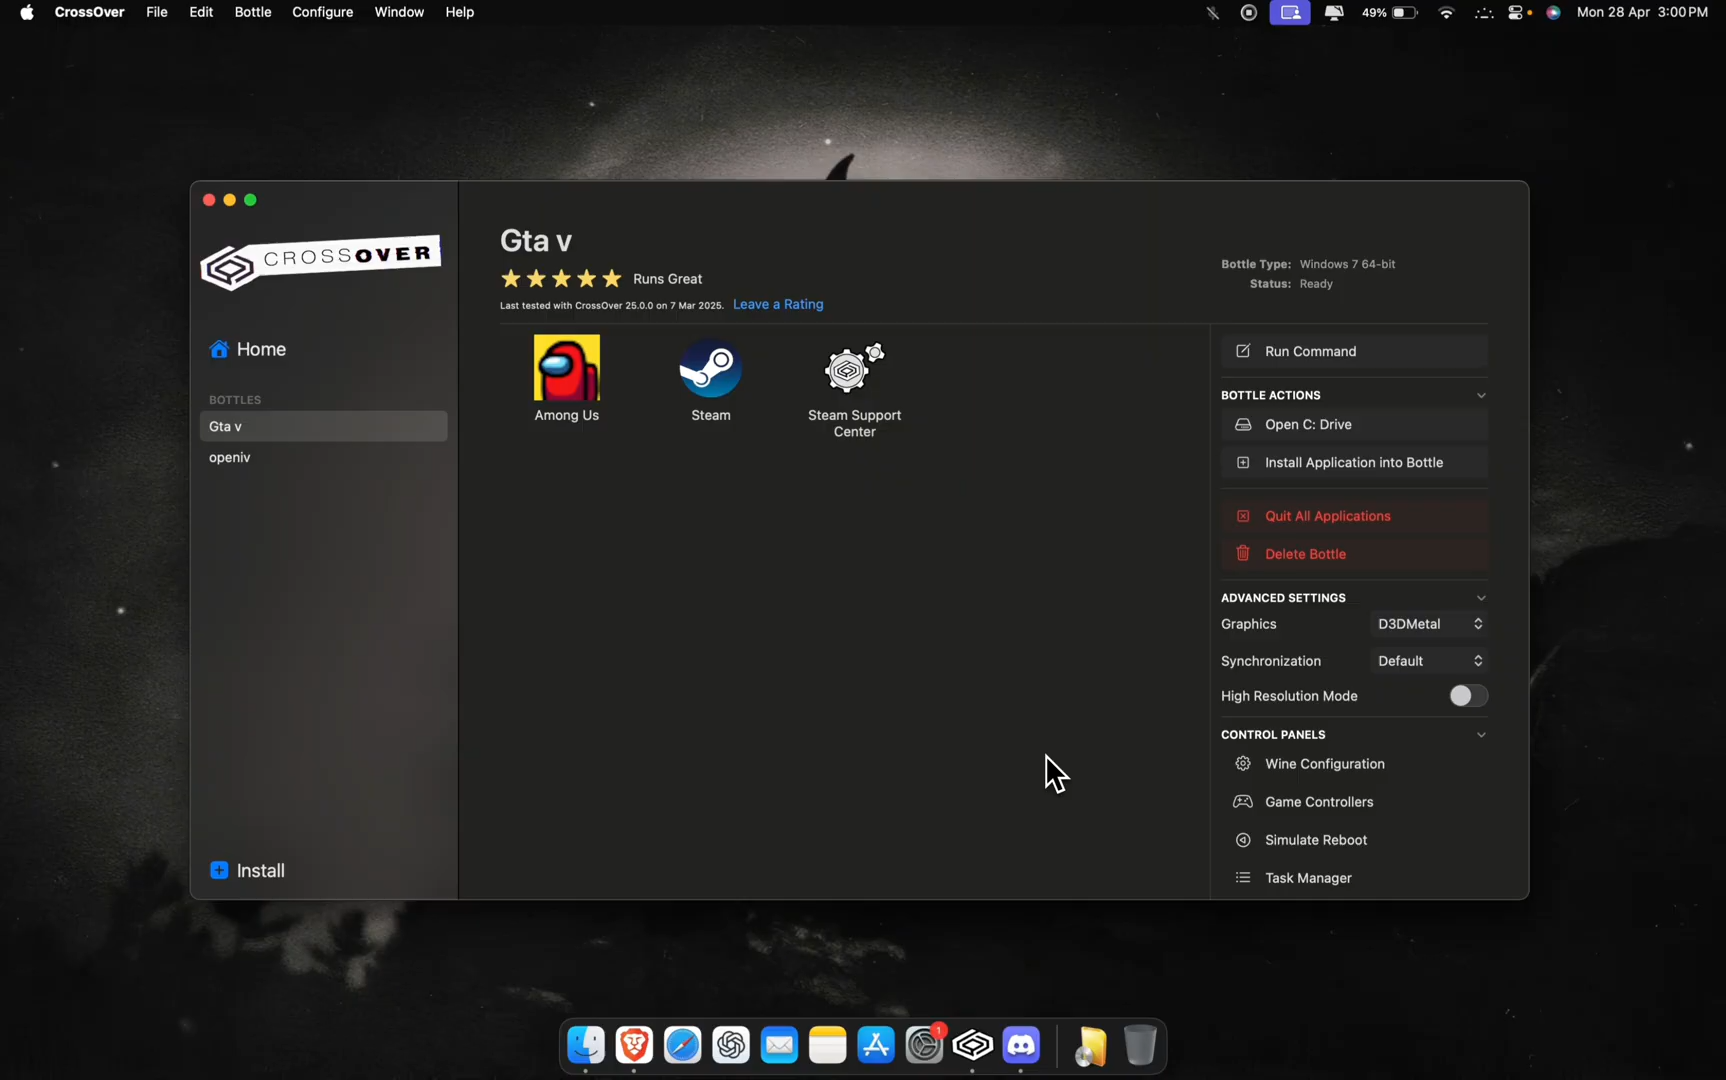 CrossOver File Edit Bottle Configure Window Help
49% Mon 28 Apr 3:00 PM
CROSSOVER
Home
BOTTLES
Gta v
openiv
Install
Gta v
Runs Great
Last tested with CrossOver 25.0.0 on 7 Mar 2025. Leave a Rating
Bottle Type: Windows 7 64-bit
Status: Ready
Among Us
Steam
Steam Support
Center
Run Command
BOTTLE ACTIONS
Open C: Drive
Install Application into Bottle
Quit All Applications
Delete Bottle
ADVANCED SETTINGS
Graphics D3DMetal
Synchronization Default
High Resolution Mode
CONTROL PANELS
Wine Configuration
Game Controllers
Simulate Reboot
Task Manager
1